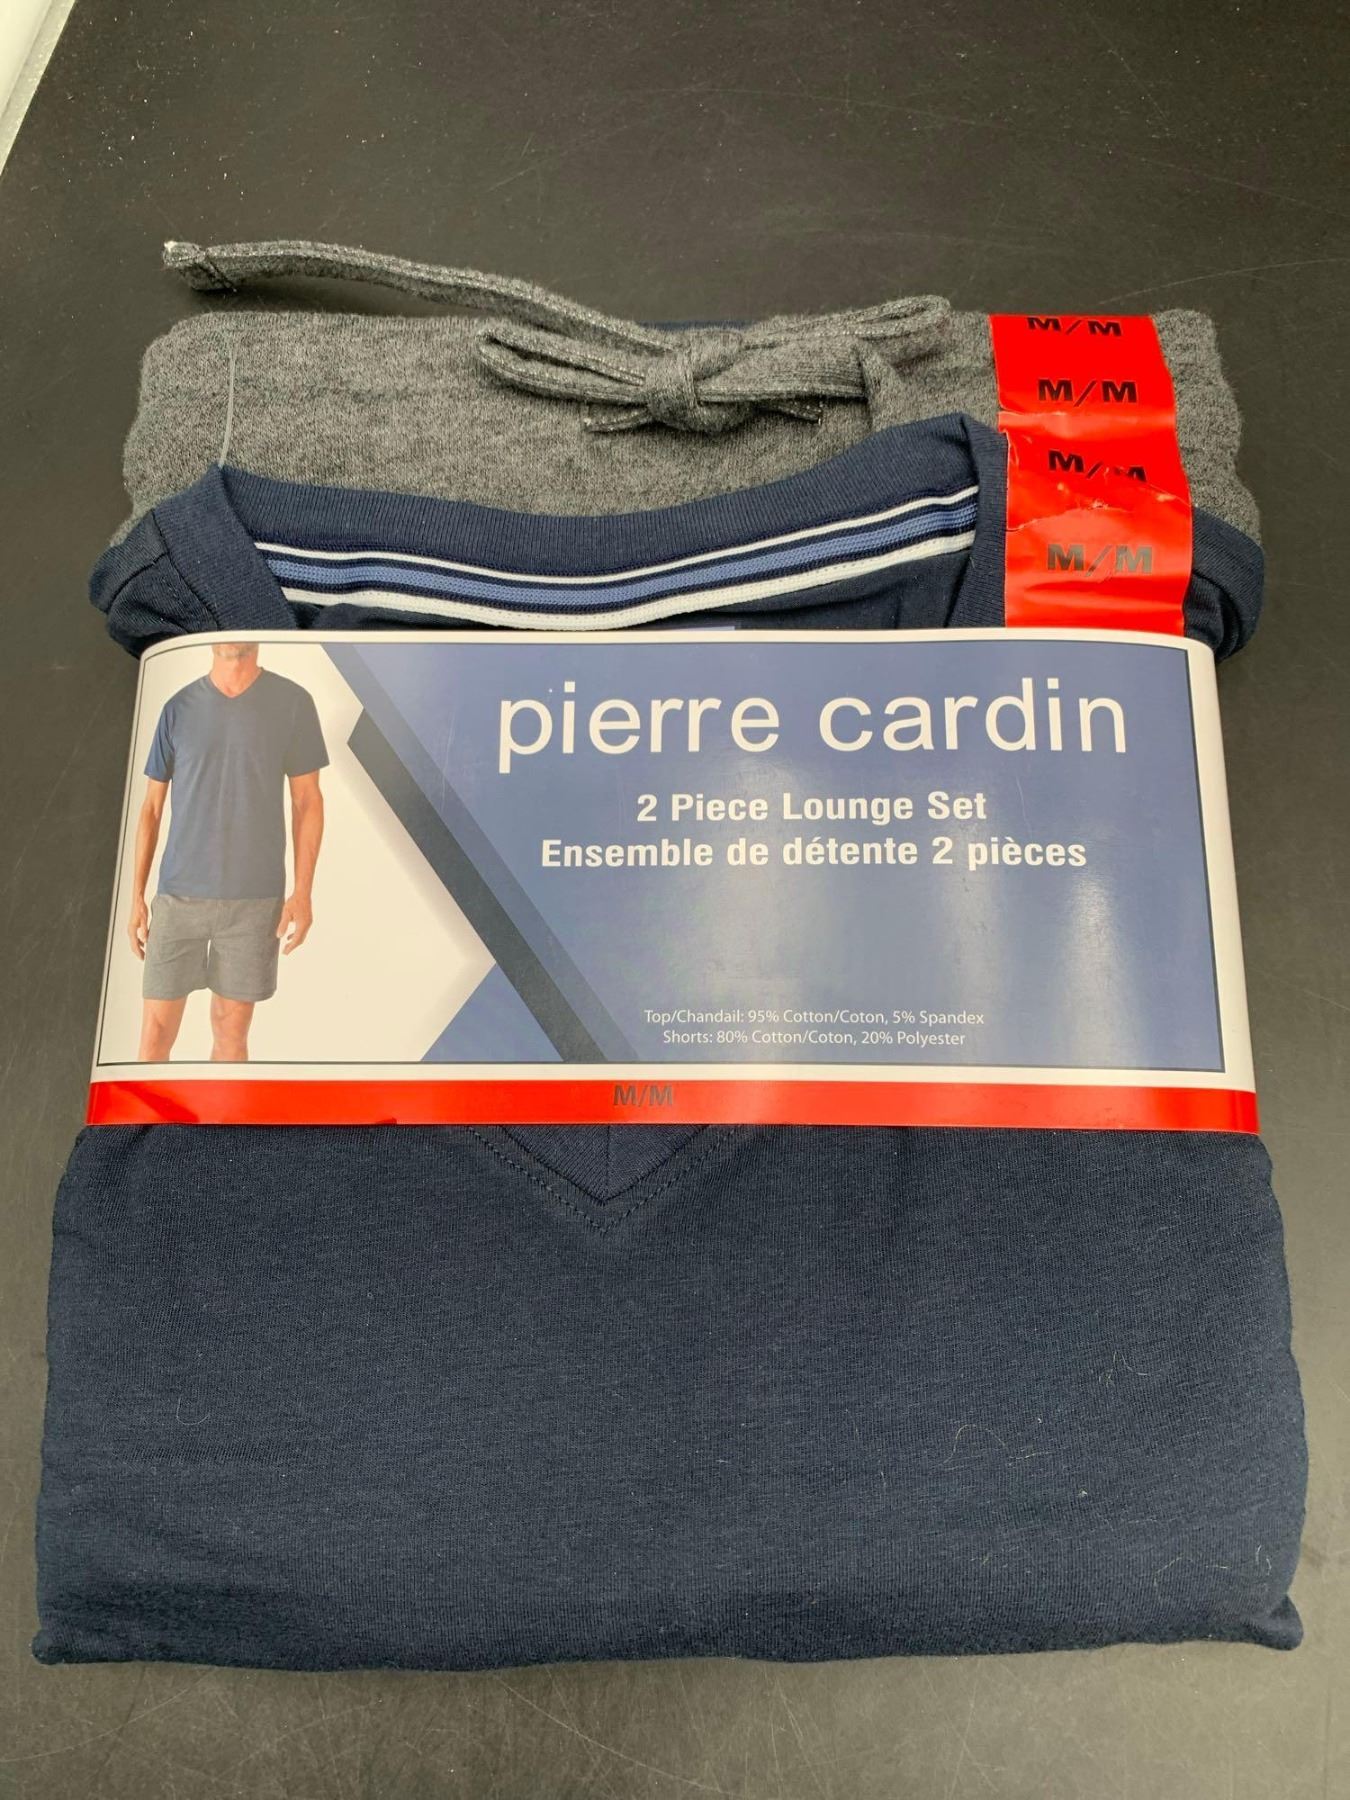 M/M
M/M
M/M
M/M
pierre cardin
2 Piece Lounge Set
Ensemble de détente 2 pièces
Top/Chandail: 95% Cotton/Coton, 5% Spandex
Shorts: 80% Cotton/Coton, 20% Polyester
M/M